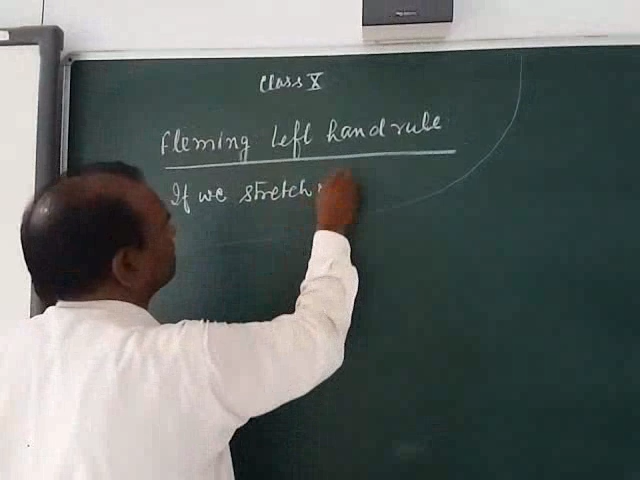 Class X
Fleming Left hand rule
If we stretch